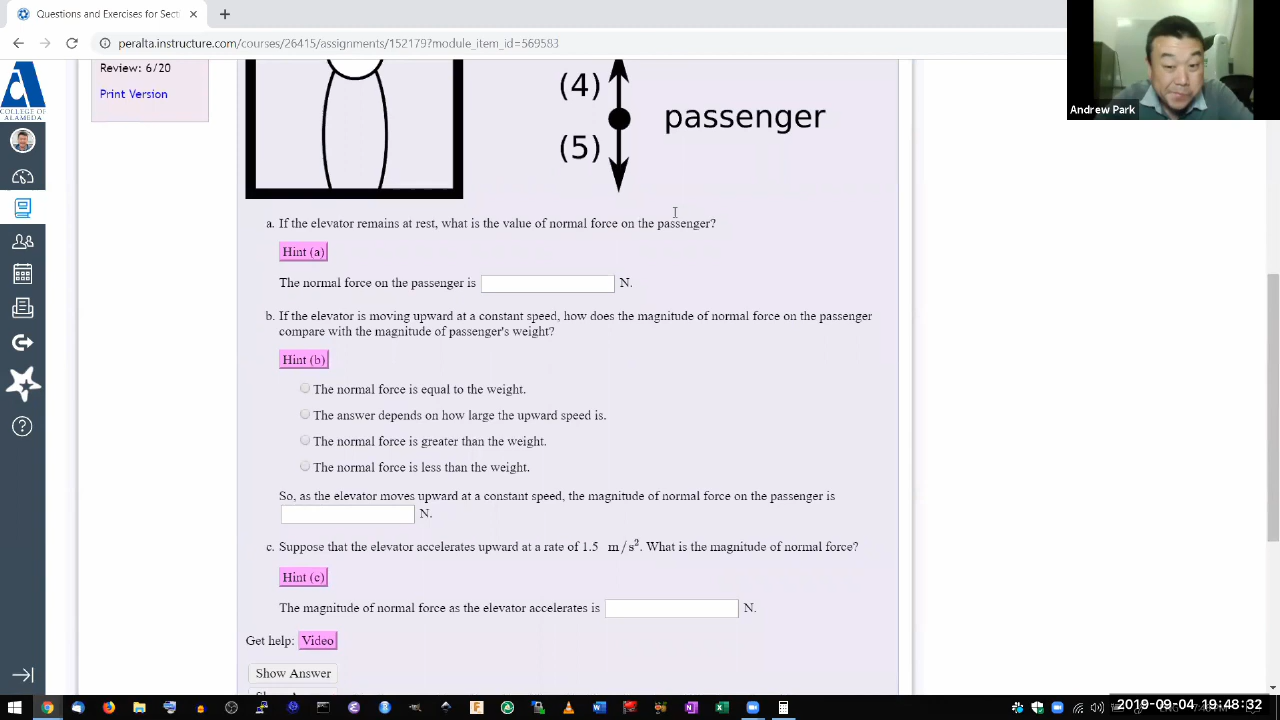 Questions and Exercises for Sect
peralta.instructure.com/courses/26415/assignments/152179?module_item_id=569583
Andrew Park
COLLEGE OF
ALAMEDA
Review: 6/20
Print Version
(4)
passenger
(5)
a. If the elevator remains at rest, what is the value of normal force on the passenger?
Hint (a)
The normal force on the passenger is N.
b. If the elevator is moving upward at a constant speed, how does the magnitude of normal force on the passenger
compare with the magnitude of passenger's weight?
Hint (b)
The normal force is equal to the weight.
The answer depends on how large the upward speed is.
The normal force is greater than the weight.
The normal force is less than the weight.
So, as the elevator moves upward at a constant speed, the magnitude of normal force on the passenger is
N.
c. Suppose that the elevator accelerates upward at a rate of 1.5 m/s². What is the magnitude of normal force?
Hint (c)
The magnitude of normal force as the elevator accelerates is N.
Get help: Video
Show Answer
2019-09-04 19:48:32